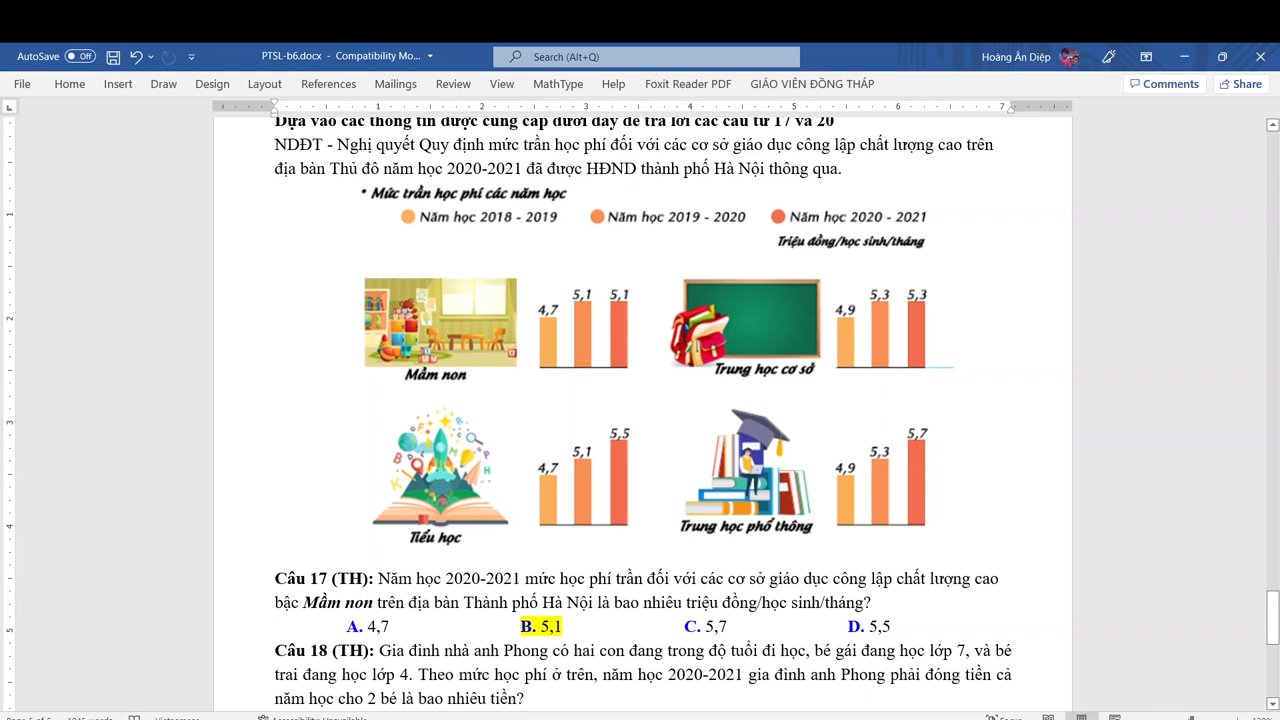 AutoSave Off PTSL-b6.docx - Compatibility Mo... Search (Alt+Q) Hoàng Ân Diệp
File Home Insert Draw Design Layout References Mailings Review View MathType Help Foxit Reader PDF GIÁO VIÊN ĐỒNG THÁP Comments Share
1 2 3 4 5 6 7
Dựa vào các thông tin được cung cấp dưới đây để trả lời các câu từ 17 và 20
NDĐT - Nghị quyết Quy định mức trần học phí đối với các cơ sở giáo dục công lập chất lượng cao trên
địa bàn Thủ đô năm học 2020-2021 đã được HĐND thành phố Hà Nội thông qua.
* Mức trần học phí các năm học
Năm học 2018 - 2019 Năm học 2019 - 2020 Năm học 2020 - 2021
Triệu đồng/học sinh/tháng
4,7 5,1 5,1
Mầm non
4,9 5,3 5,3
Trung học cơ sở
4,7 5,1 5,5
Tiểu học
4,9 5,3 5,7
Trung học phổ thông
Câu 17 (TH): Năm học 2020-2021 mức học phí trần đối với các cơ sở giáo dục công lập chất lượng cao
bậc Mầm non trên địa bàn Thành phố Hà Nội là bao nhiêu triệu đồng/học sinh/tháng?
A. 4,7 B. 5,1 C. 5,7 D. 5,5
Câu 18 (TH): Gia đình nhà anh Phong có hai con đang trong độ tuổi đi học, bé gái đang học lớp 7, và bé
trai đang học lớp 4. Theo mức học phí ở trên, năm học 2020-2021 gia đình anh Phong phải đóng tiền cả
năm học cho 2 bé là bao nhiêu tiền?